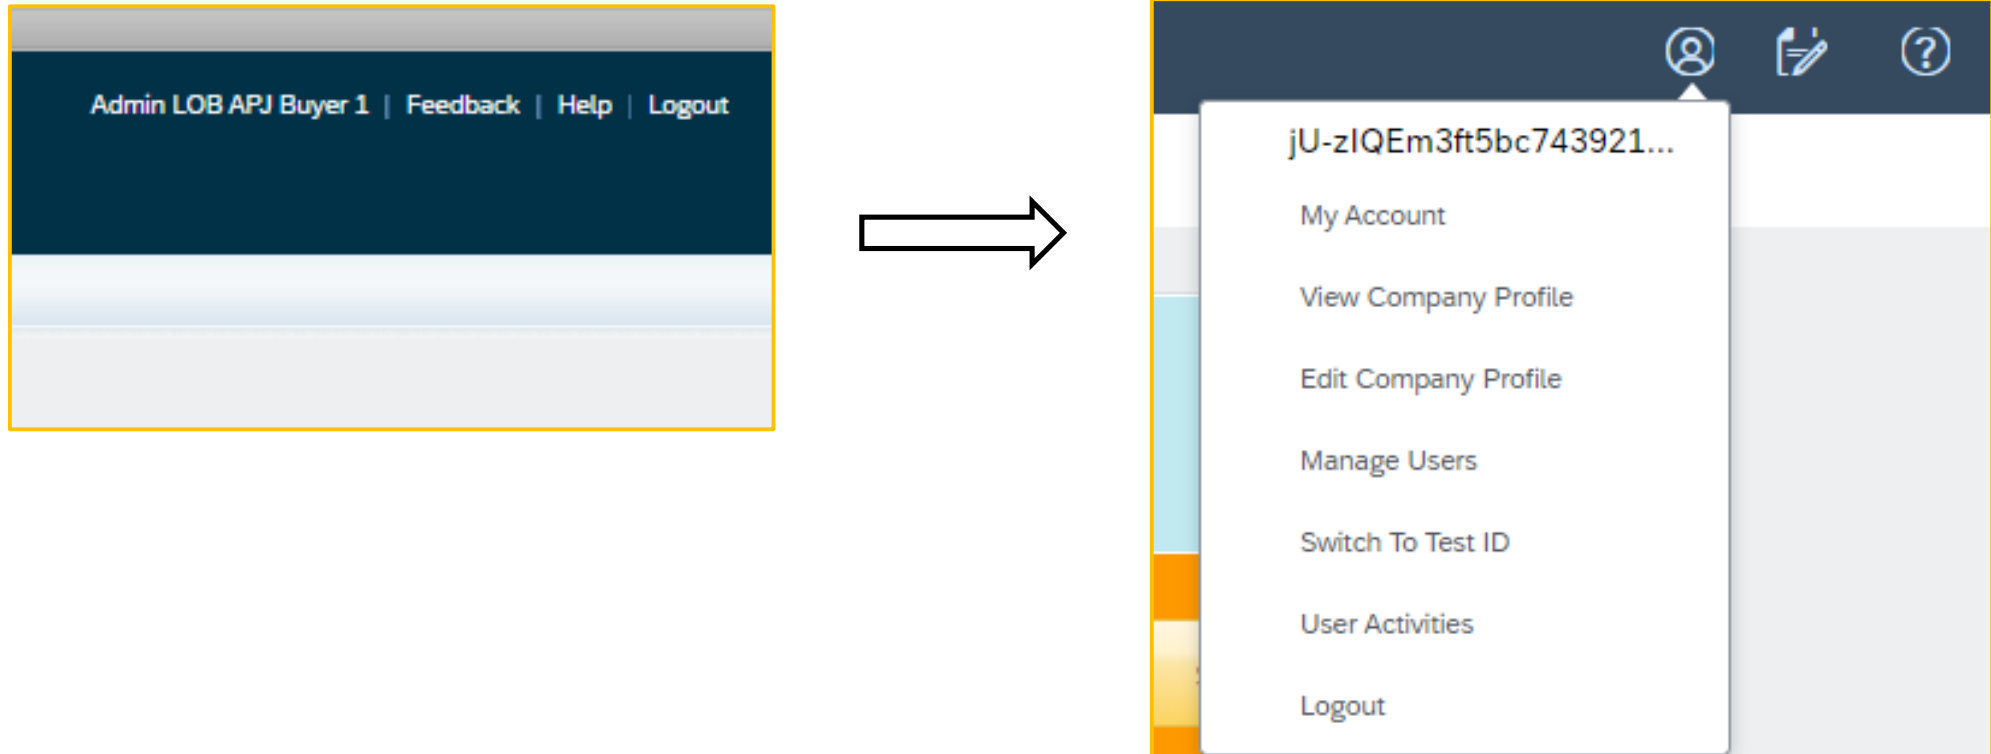 Admin LOB APJ Buyer 1 | Feedback | Help | Logout
jU-zIQEm3ft5bc743921...
My Account
View Company Profile
Edit Company Profile
Manage Users
Switch To Test ID
User Activities
Logout